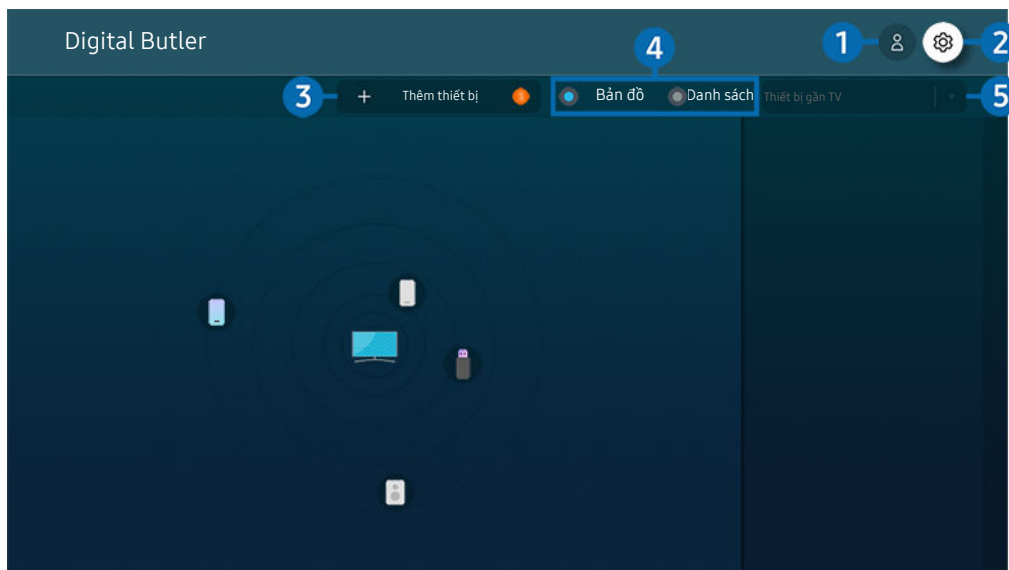 Digital Butler
4
1
2
3
+ Thêm thiết bị
Bản đồ
Danh sách
Thiết bị gần TV
5